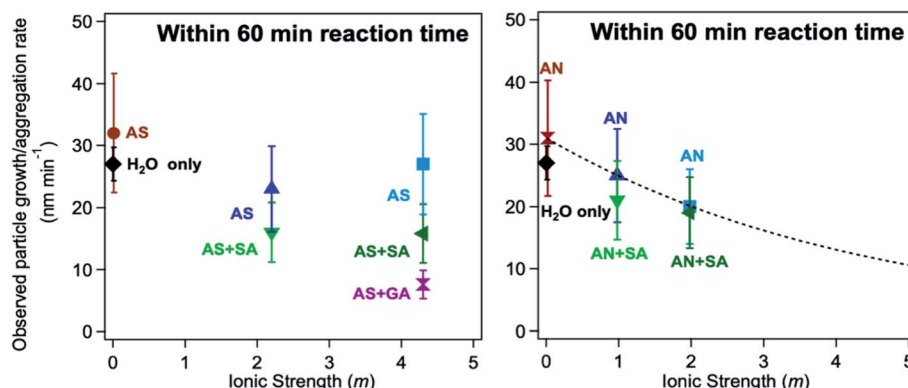 Within 60 min reaction time
Observed particle growth/aggregation rate
(nm min⁻¹)
50
40
30
20
10
0
AS
H₂O only
AS
AS+SA
AS
AS+SA
AS+GA
0
1
2
3
4
5
Ionic Strength (m)
Within 60 min reaction time
50
40
30
20
10
0
AN
H₂O only
AN
AN+SA
AN
AN+SA
0
1
2
3
4
5
Ionic Strength (m)